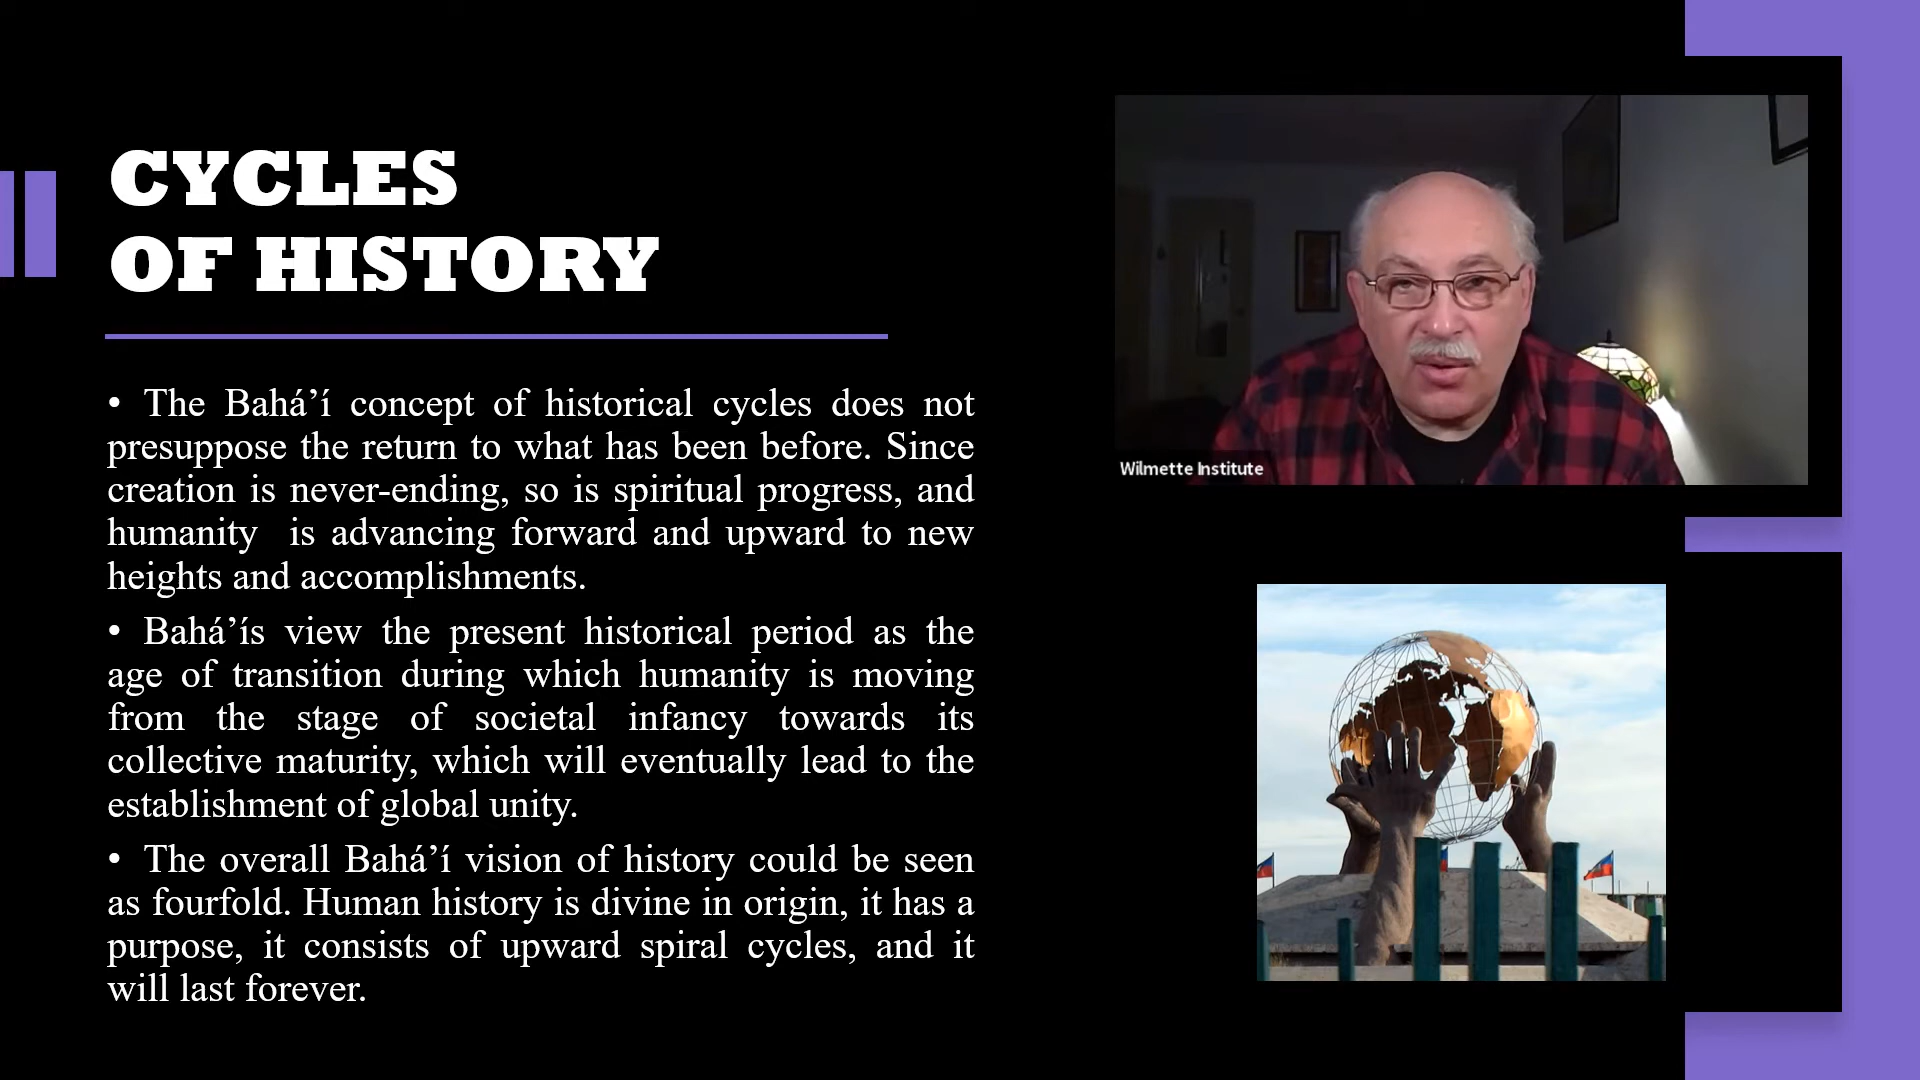 CYCLES
OF HISTORY
• The Bahá’í concept of historical cycles does not
presuppose the return to what has been before. Since
creation is never-ending, so is spiritual progress, and
humanity is advancing forward and upward to new
heights and accomplishments.
• Bahá’ís view the present historical period as the
age of transition during which humanity is moving
from the stage of societal infancy towards its
collective maturity, which will eventually lead to the
establishment of global unity.
• The overall Bahá’í vision of history could be seen
as fourfold. Human history is divine in origin, it has a
purpose, it consists of upward spiral cycles, and it
will last forever.
Wilmette Institute